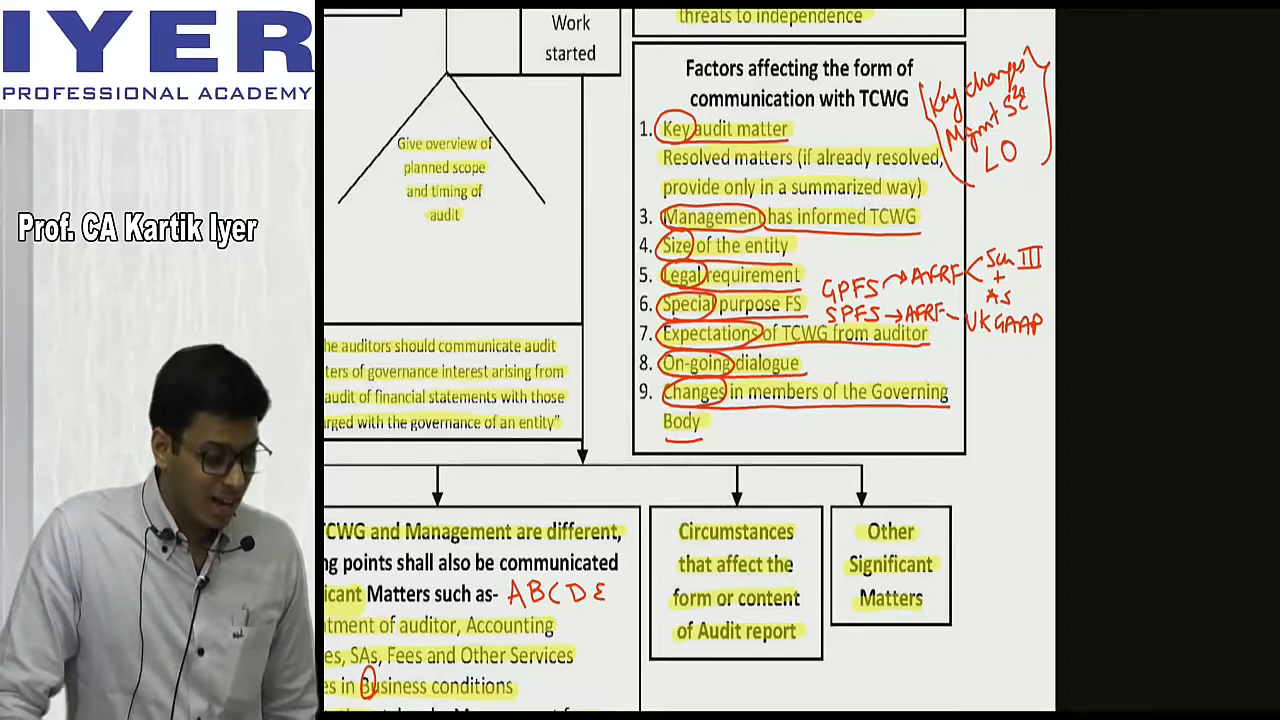 IYER
PROFESSIONAL ACADEMY
Prof. CA Kartik Iyer
Work
started
Give overview of
planned scope
and timing of
audit
he auditors should communicate audit
ters of governance interest arising from
audit of financial statements with those
arged with the governance of an entity”
threats to independence
Factors affecting the form of
communication with TCWG
1. Key audit matter
Resolved matters (if already resolved,
provide only in a summarized way)
3. Management has informed TCWG
4. Size of the entity
5. Legal requirement
6. Special purpose FS
7. Expectations of TCWG from auditor
8. On-going dialogue
9. Changes in members of the Governing
Body
Key changes
Mgmt
LO
GPFS → AFRF < Sch III
+
AS
SPFS → AFRF - UK GAAP
TCWG and Management are different,
ng points shall also be communicated
icant Matters such as- ABCDE
tment of auditor, Accounting
es, SAs, Fees and Other Services
es in Business conditions
Circumstances
that affect the
form or content
of Audit report
Other
Significant
Matters